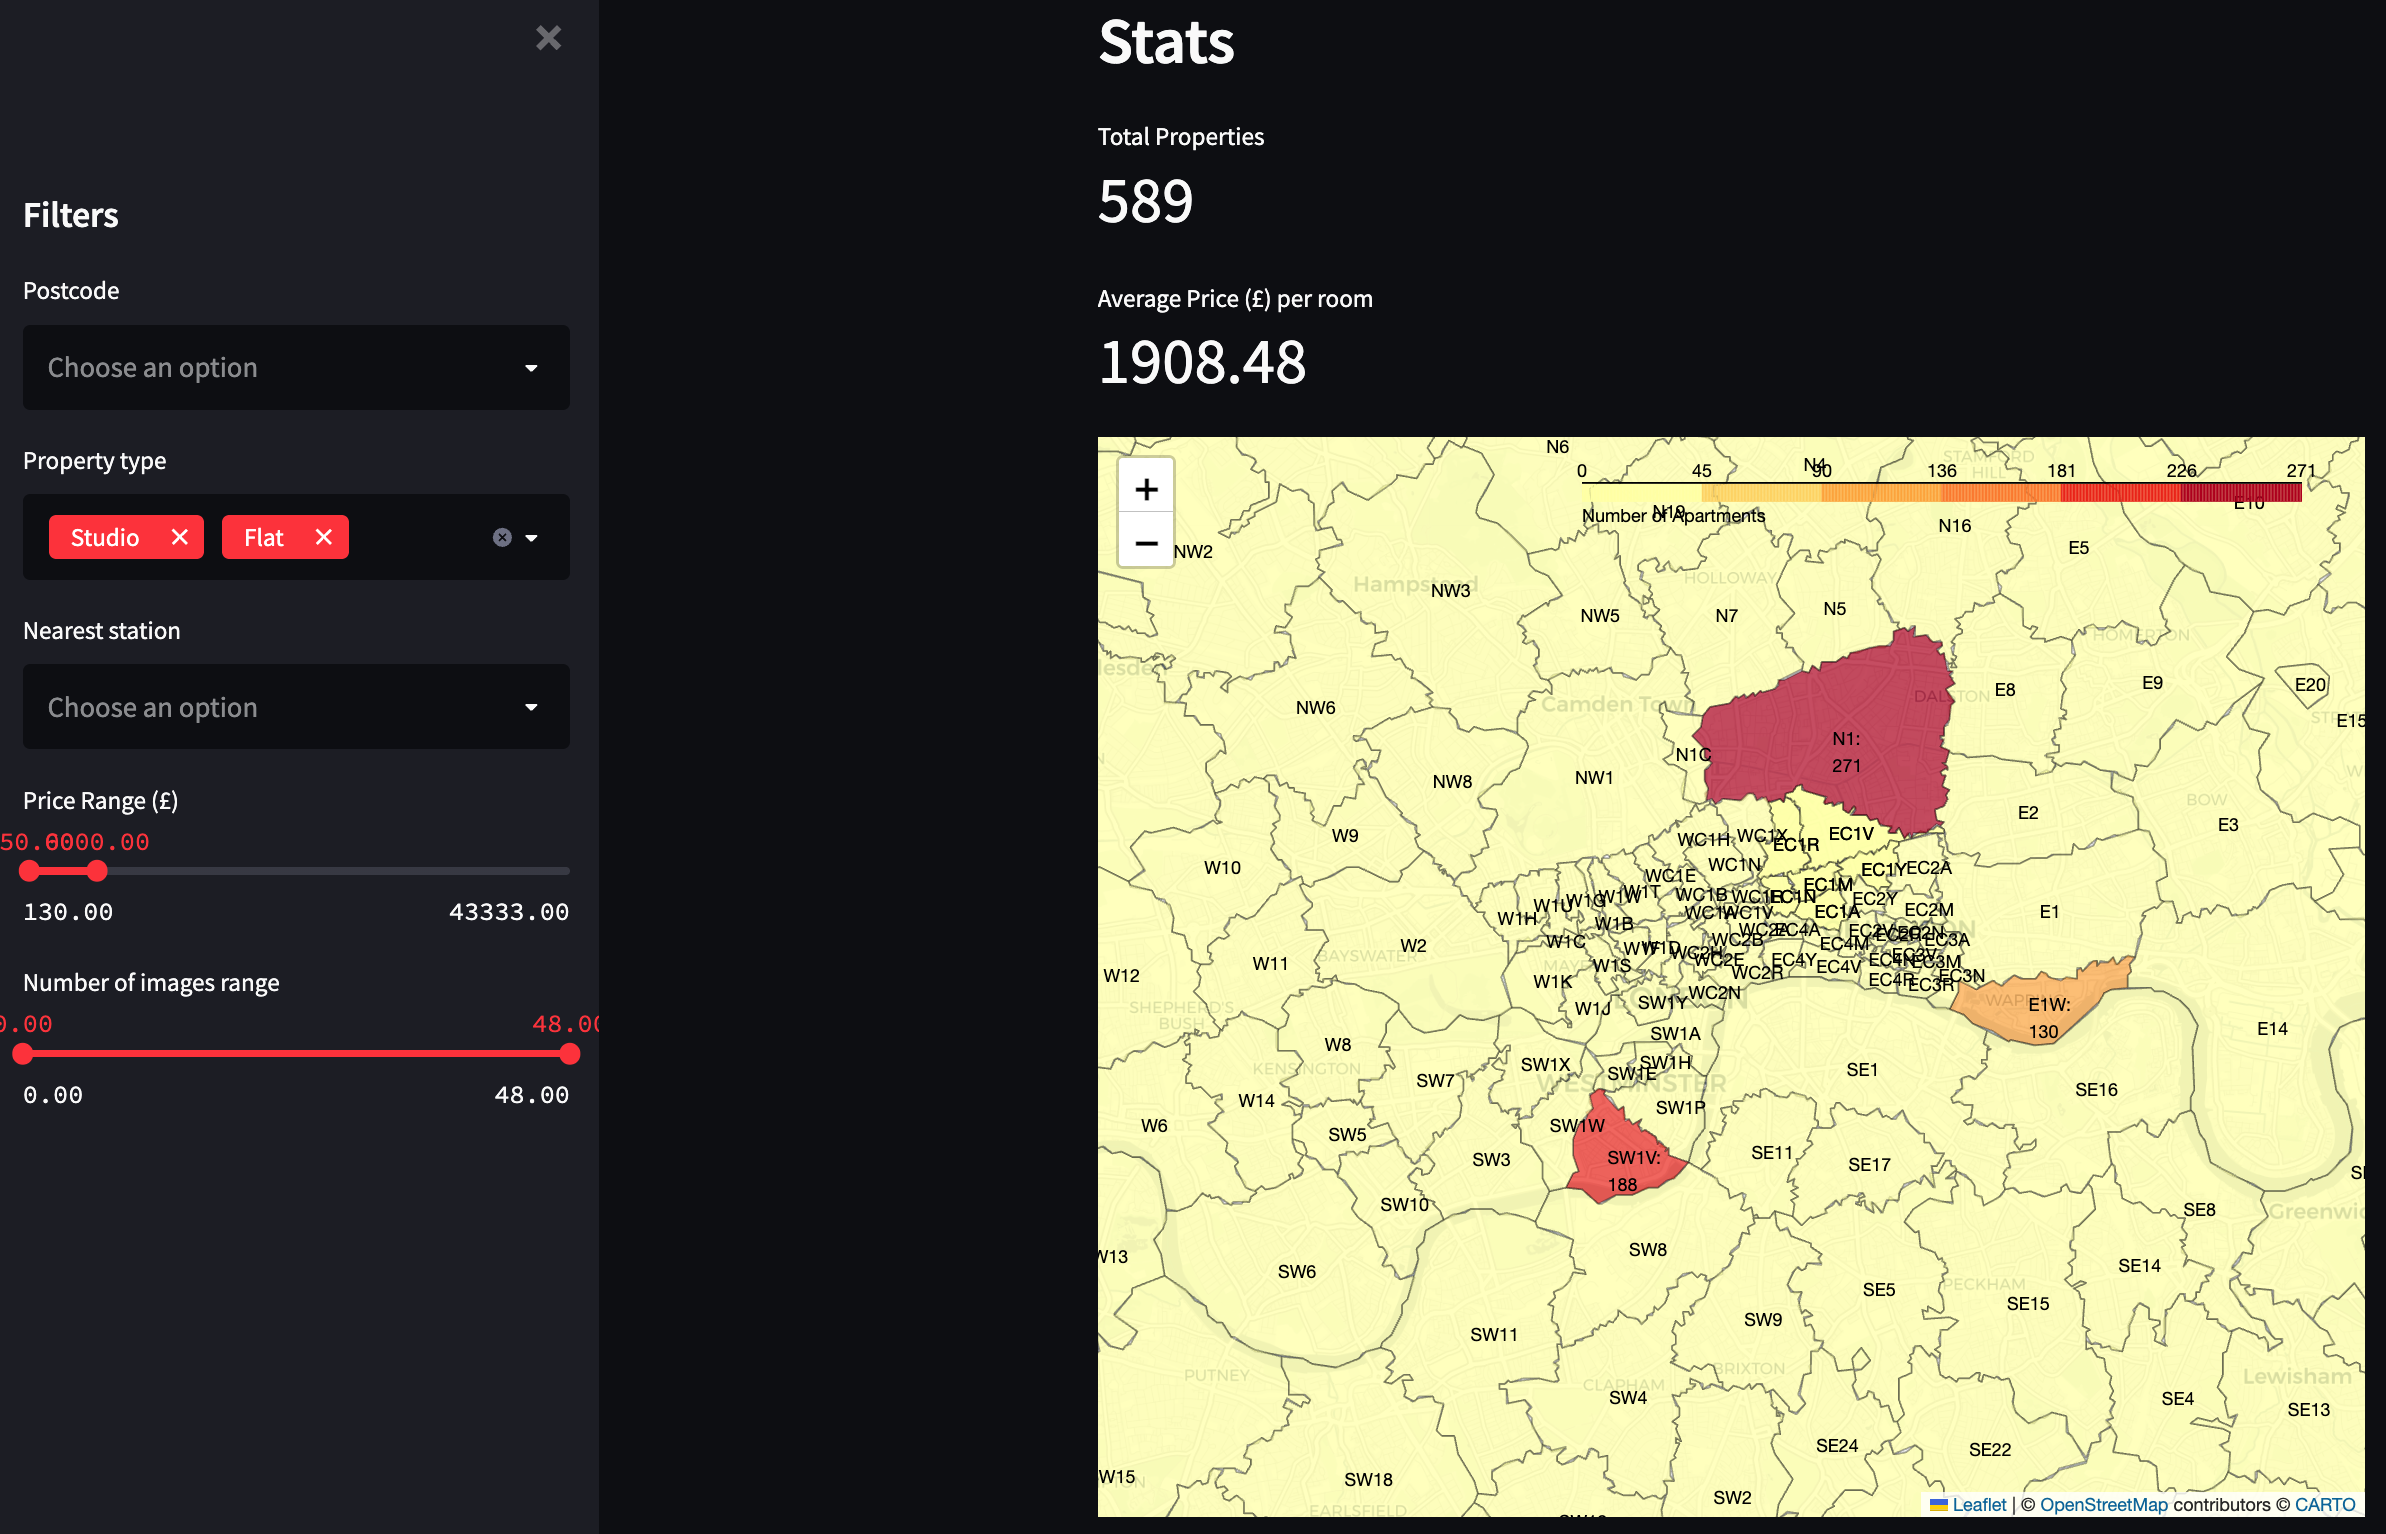 Filters
Postcode
Choose an option
Property type
Studio
Flat
Nearest station
Choose an option
Price Range (£)
130.00 43333.00
Number of images range
0.00 48.00
0.00 48.00
Stats
Total Properties
589
Average Price (£) per room
1908.48
+
−
0 45 90 136 181 226 271
Number of Apartments
N6
N4
STAMFORD HILL
N19
E10
N16
NW2
E5
Hampstead
NW3
HOLLOWAY
NW5
N7
N5
HOMERTON
E20
E8
E9
DALSTON
Camden Town
NW6
E15
N1:
271
N1C
NW1
NW8
BOW
E2
E3
W9
WC1H
WC1X
EC1R
EC1V
W10
WC1N
EC1Y
EC2A
WC1E
EC1M
W1H
W1U
W1G
W1W
W1T
WC1B
WC1R
EC1N
EC2Y
WC1A
WC1V
EC1A
EC2M
E1
W1B
W2
W1C
W1F
W1D
WC2H
WC2B
WC2A
EC4A
EC2V
EC2R
EC2N
EC3A
EC4M
BAYSWATER
W11
W1S
WC2E
EC4Y
EC4V
EC4N
EC3V
EC3M
W12
W1K
WC2R
EC4R
EC3R
EC3N
SHEPHERD'S BUSH
W1J
SW1Y
WC2N
LONDON
WAPPING
E1W:
130
E14
W8
SW1A
KENSINGTON
SW1X
SW1E
SW1H
WESTMINSTER
SE1
SW7
SE16
W14
SW1P
W6
SW5
SW1W
SE11
SW3
SW1V:
188
SE17
SW10
SE8
SW8
SW6
SE14
SE5
PECKHAM
SE15
SW9
SW11
PUTNEY
BRIXTON
CLAPHAM
SW4
Lewisham
SE4
SE13
SE24
SE22
SW18
SW2
EARLSFIELD
Leaflet | © OpenStreetMap contributors © CARTO